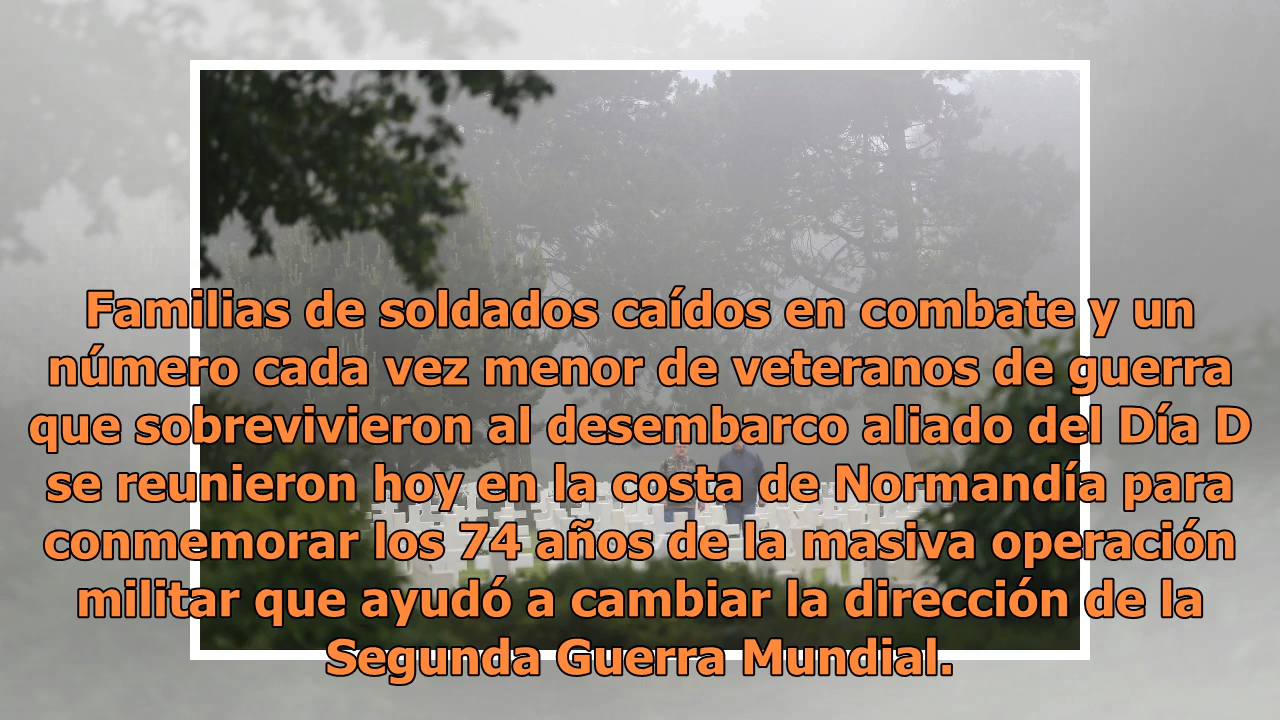 Familias de soldados caídos en combate y un
número cada vez menor de veteranos de guerra
que sobrevivieron al desembarco aliado del Día D
se reunieron hoy en la costa de Normandía para
conmemorar los 74 años de la masiva operación
militar que ayudó a cambiar la dirección de la
Segunda Guerra Mundial.